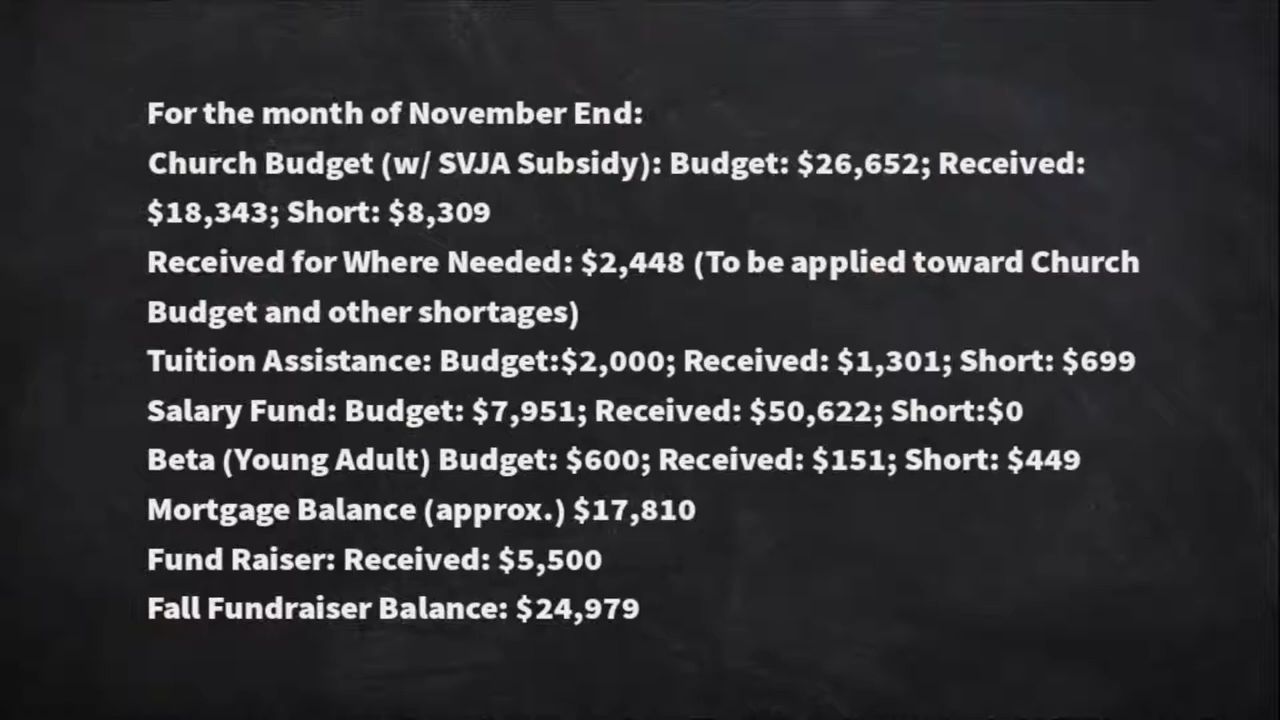 For the month of November End:
Church Budget (w/ SVJA Subsidy): Budget: $26,652; Received:
$18,343; Short: $8,309
Received for Where Needed: $2,448 (To be applied toward Church
Budget and other shortages)
Tuition Assistance: Budget:$2,000; Received: $1,301; Short: $699
Salary Fund: Budget: $7,951; Received: $50,622; Short:$0
Beta (Young Adult) Budget: $600; Received: $151; Short: $449
Mortgage Balance (approx.) $17,810
Fund Raiser: Received: $5,500
Fall Fundraiser Balance: $24,979